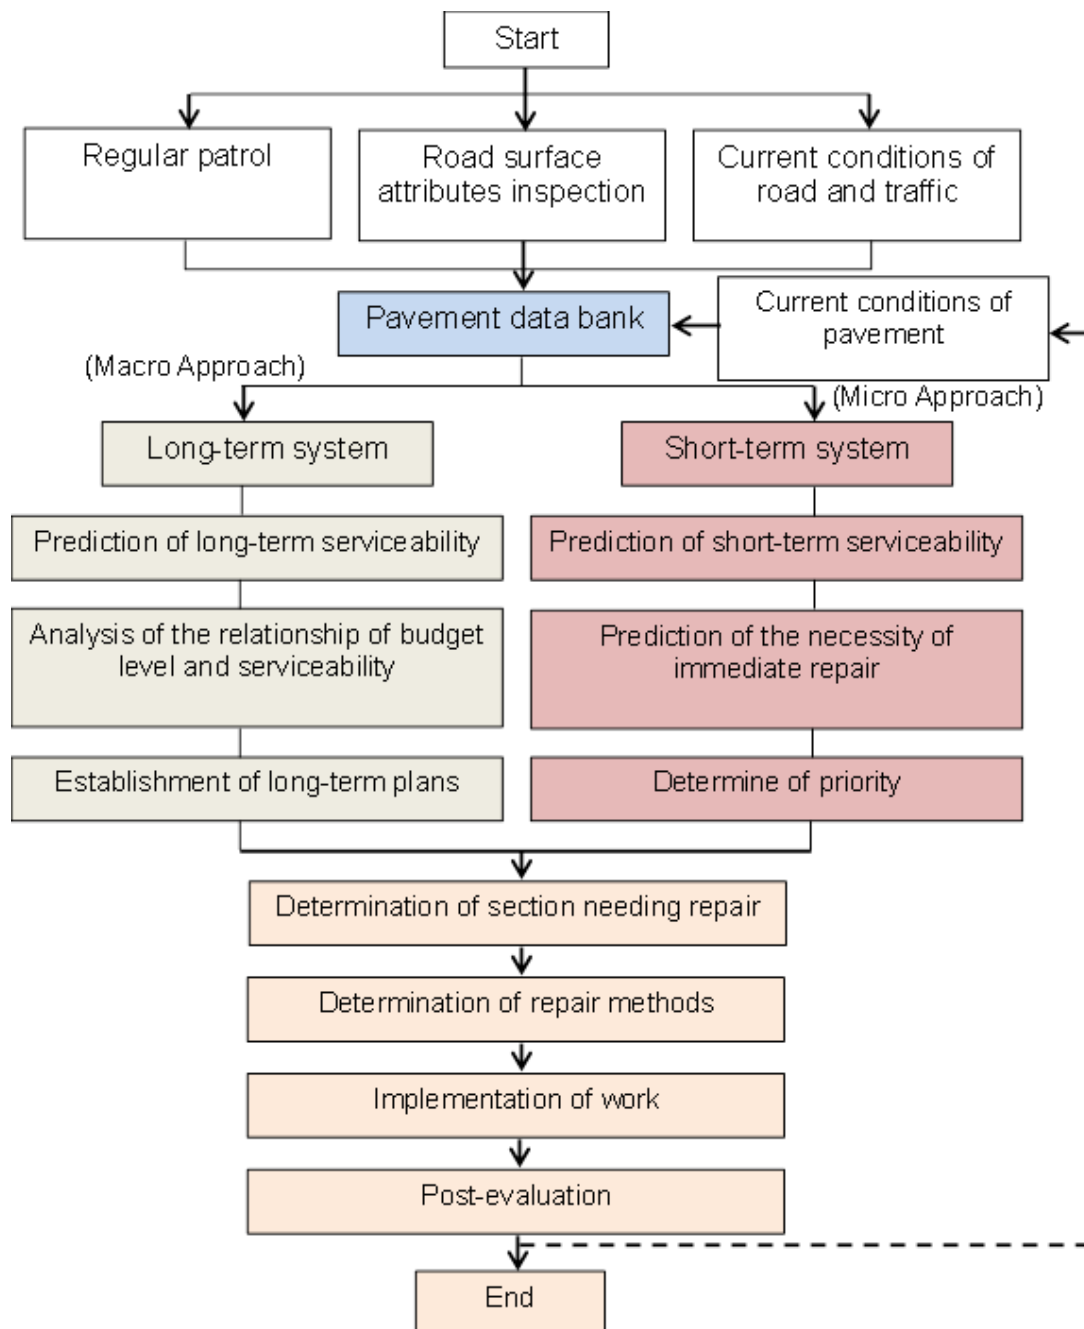 Start
Regular patrol
Road surface
attributes inspection
Current conditions of
road and traffic
Pavement data bank
Current conditions of
pavement
(Macro Approach)
(Micro Approach)
Long-term system
Short-term system
Prediction of long-term serviceability
Prediction of short-term serviceability
Analysis of the relationship of budget
level and serviceability
Prediction of the necessity of
immediate repair
Establishment of long-term plans
Determine of priority
Determination of section needing repair
Determination of repair methods
Implementation of work
Post-evaluation
End